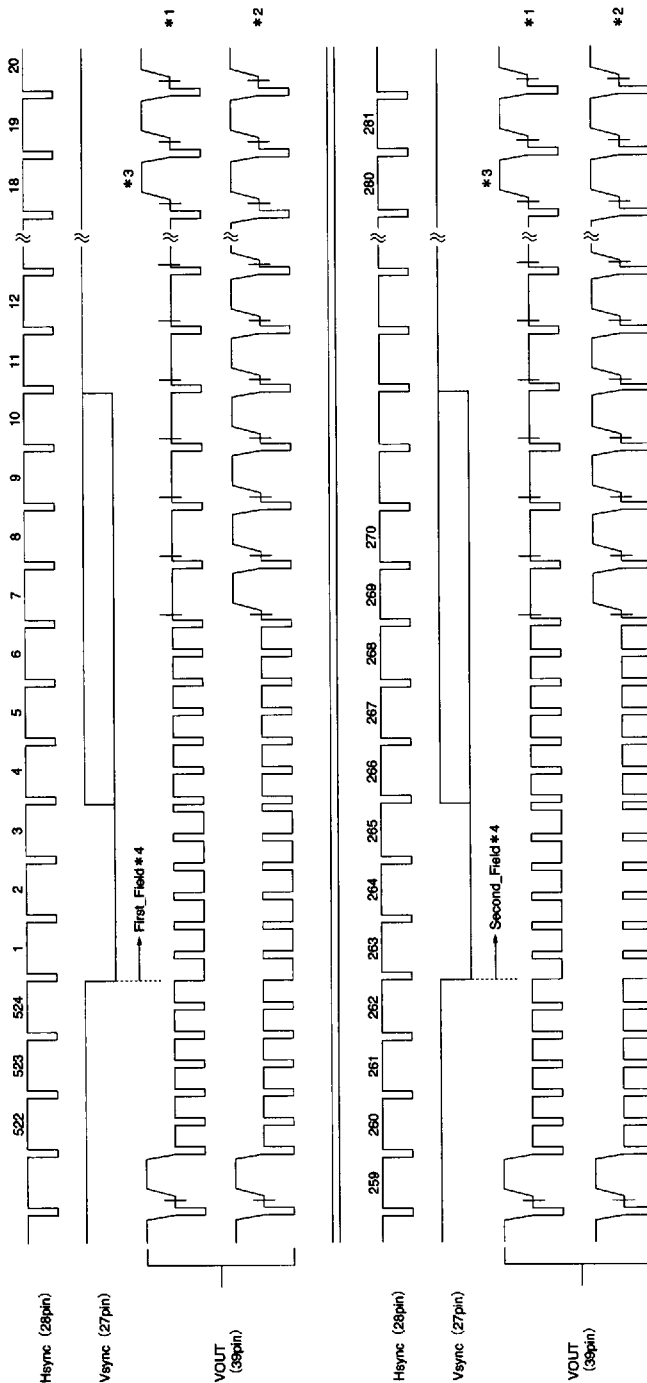 Hsync (28pin)
522 523 524 1 2 3 4 5 6 7 8 9 10 11 12 18 19 20
Vsync (27pin)
First_Field*4
*3
*1
VOUT
(39pin)
*2
Hsync (28pin)
259 260 261 262 263 264 265 266 267 268 269 270 280 281
Vsync (27pin)
Second_Field*4
*3
*1
VOUT
(39pin)
*2